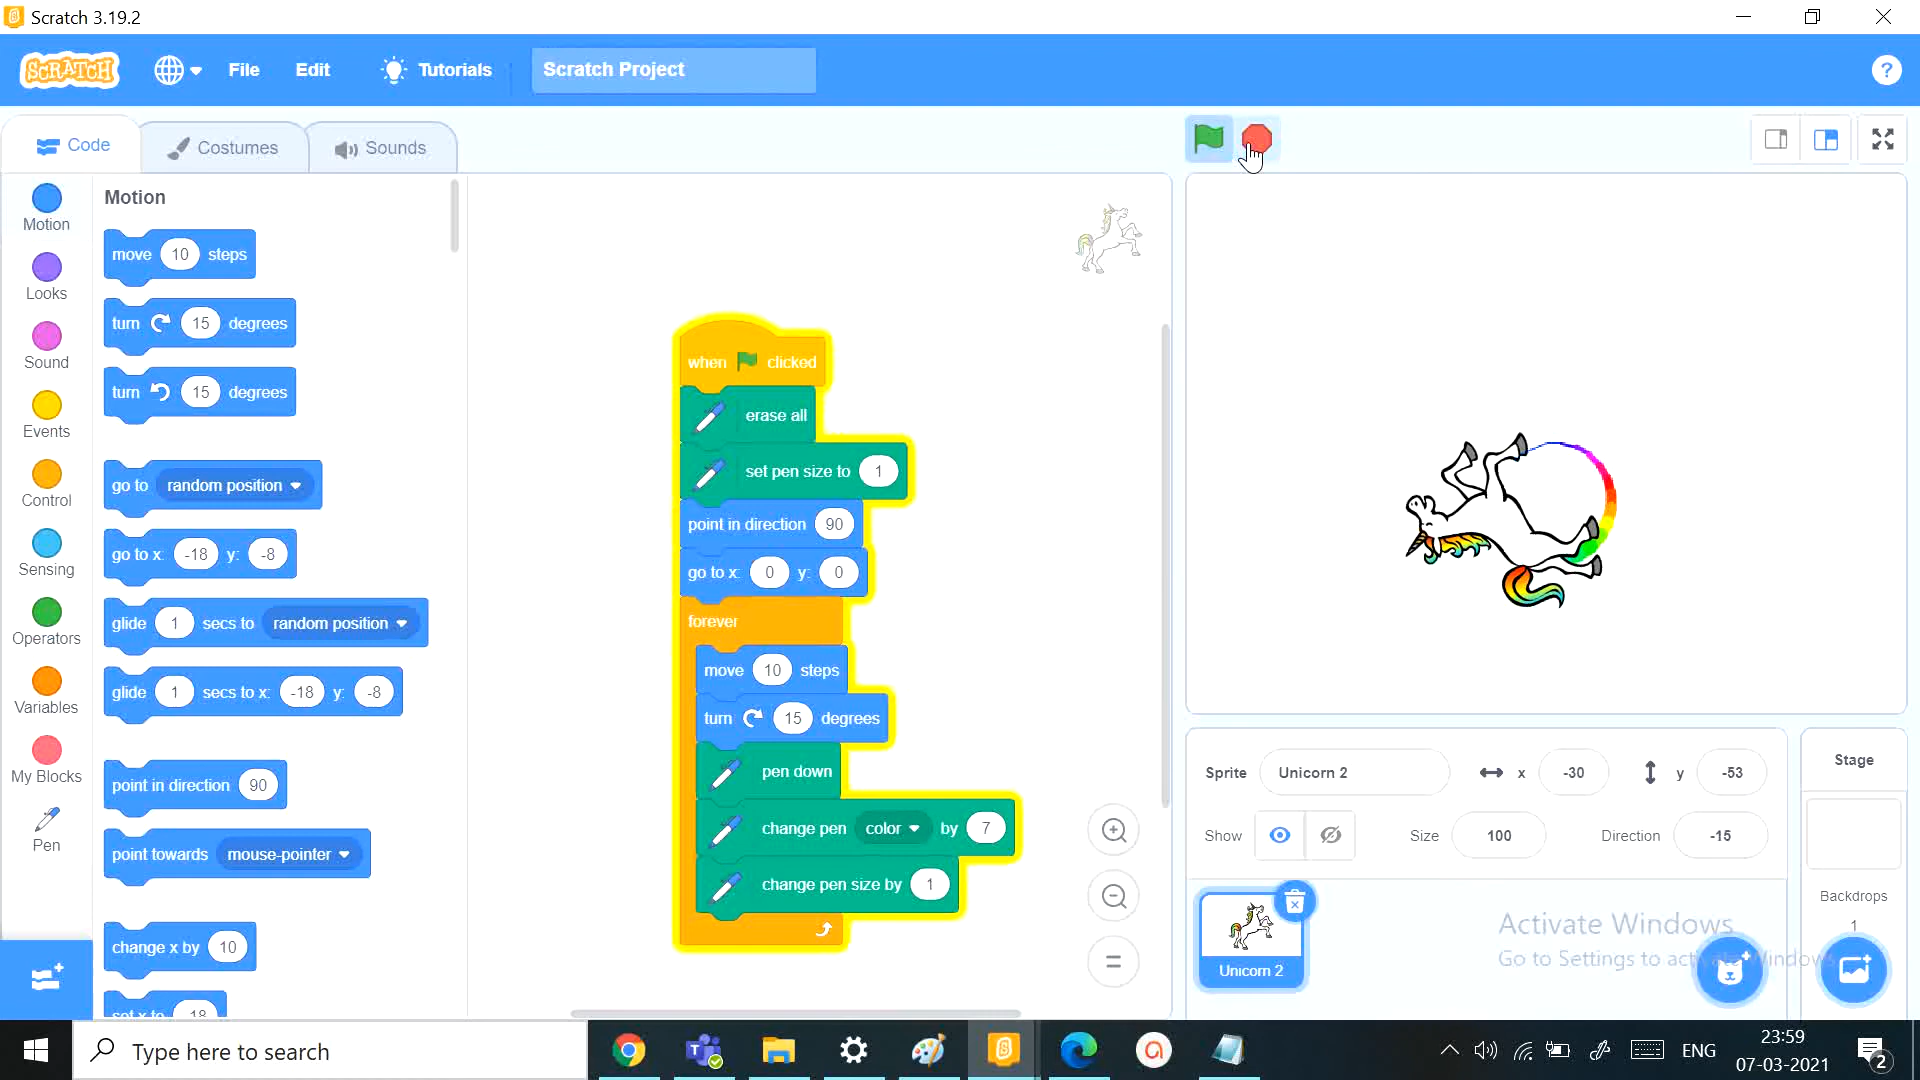 Scratch 3.19.2
SCRATCH
File
Edit
Tutorials
Scratch Project
?
Code
Costumes
Sounds
Motion
Looks
Sound
Events
Control
Sensing
Operators
Variables
My Blocks
Pen
Motion
move 10 steps
turn 15 degrees
turn 15 degrees
go to random position
go to x: -18 y: -8
glide 1 secs to random position
glide 1 secs to x: -18 y: -8
point in direction 90
point towards mouse-pointer
change x by 10
set x to -18
when clicked
erase all
set pen size to 1
point in direction 90
go to x: 0 y: 0
forever
move 10 steps
turn 15 degrees
pen down
change pen color by 7
change pen size by 1
Sprite Unicorn 2 x -30 y -53
Show Size 100 Direction -15
Unicorn 2
Stage
Backdrops
1
Activate Windows
Go to Settings to activate Windows.
Type here to search
ENG
23:59
07-03-2021
2